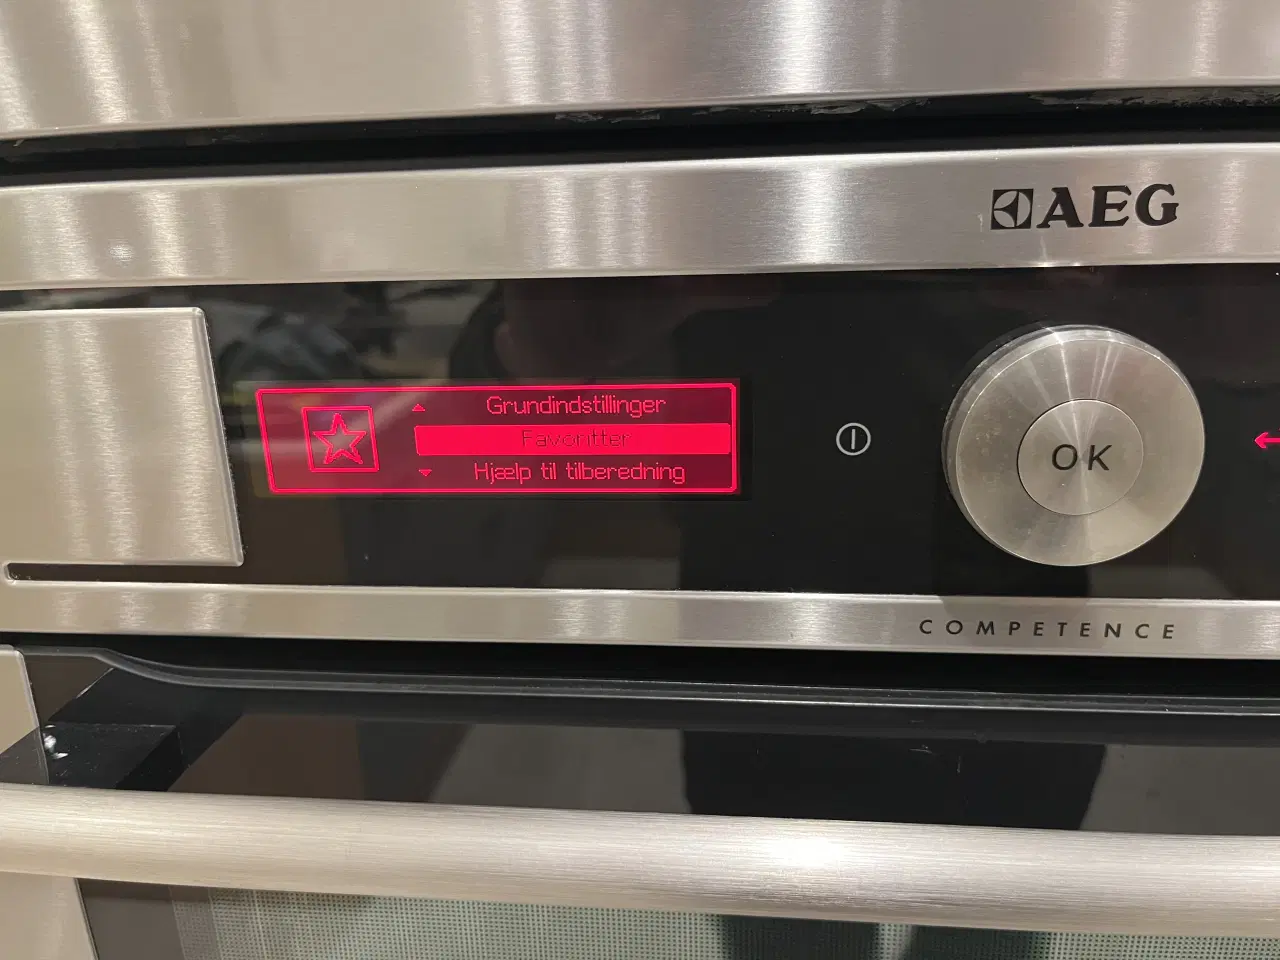 AEG
Grundindstillinger
Favoritter
Hjælp til tilberedning
OK
COMPETENCE